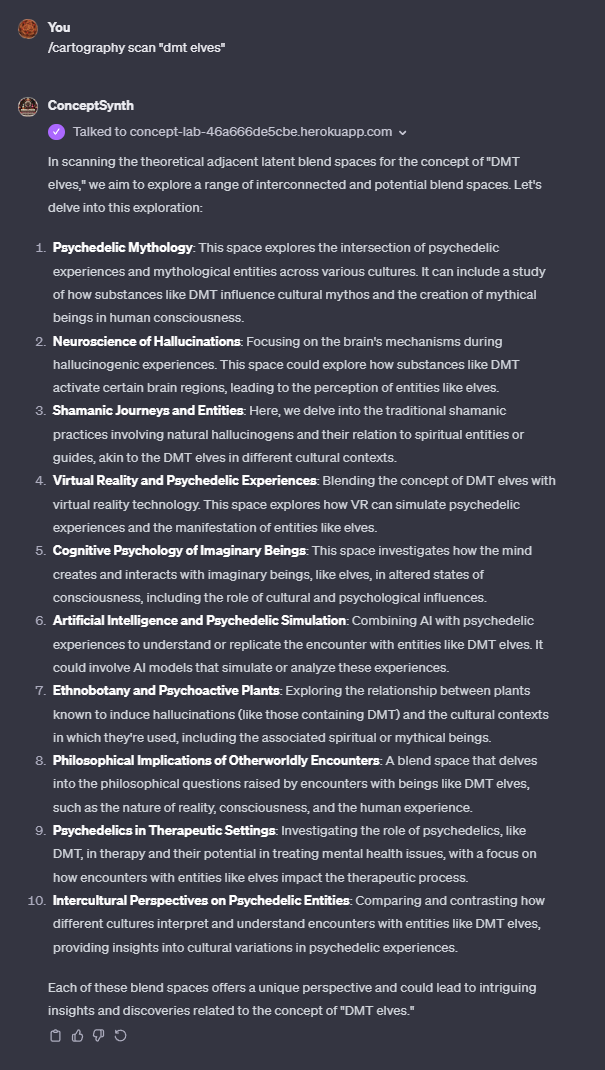 You
/cartography scan "dmt elves"
ConceptSynth
Talked to concept-lab-46a666de5cbe.herokuapp.com
In scanning the theoretical adjacent latent blend spaces for the concept of "DMT
elves," we aim to explore a range of interconnected and potential blend spaces. Let's
delve into this exploration:
1. Psychedelic Mythology: This space explores the intersection of psychedelic
experiences and mythological entities across various cultures. It can include a study
of how substances like DMT influence cultural mythos and the creation of mythical
beings in human consciousness.
2. Neuroscience of Hallucinations: Focusing on the brain's mechanisms during
hallucinogenic experiences. This space could explore how substances like DMT
activate certain brain regions, leading to the perception of entities like elves.
3. Shamanic Journeys and Entities: Here, we delve into the traditional shamanic
practices involving natural hallucinogens and their relation to spiritual entities or
guides, akin to the DMT elves in different cultural contexts.
4. Virtual Reality and Psychedelic Experiences: Blending the concept of DMT elves with
virtual reality technology. This space explores how VR can simulate psychedelic
experiences and the manifestation of entities like elves.
5. Cognitive Psychology of Imaginary Beings: This space investigates how the mind
creates and interacts with imaginary beings, like elves, in altered states of
consciousness, including the role of cultural and psychological influences.
6. Artificial Intelligence and Psychedelic Simulation: Combining AI with psychedelic
experiences to understand or replicate the encounter with entities like DMT elves. It
could involve AI models that simulate or analyze these experiences.
7. Ethnobotany and Psychoactive Plants: Exploring the relationship between plants
known to induce hallucinations (like those containing DMT) and the cultural contexts
in which they're used, including the associated spiritual or mythical beings.
8. Philosophical Implications of Otherworldly Encounters: A blend space that delves
into the philosophical questions raised by encounters with beings like DMT elves,
such as the nature of reality, consciousness, and the human experience.
9. Psychedelics in Therapeutic Settings: Investigating the role of psychedelics, like
DMT, in therapy and their potential in treating mental health issues, with a focus on
how encounters with entities like elves impact the therapeutic process.
10. Intercultural Perspectives on Psychedelic Entities: Comparing and contrasting how
different cultures interpret and understand encounters with entities like DMT elves,
providing insights into cultural variations in psychedelic experiences.
Each of these blend spaces offers a unique perspective and could lead to intriguing
insights and discoveries related to the concept of "DMT elves."